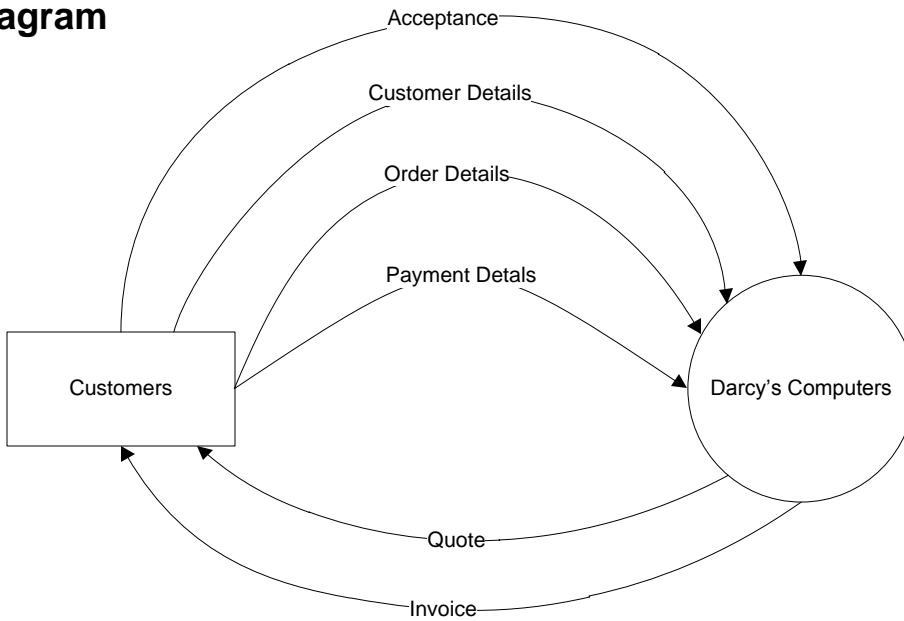 agram
Acceptance
Customer Details
Order Details
Payment Detals
Customers
Darcy's Computers
Quote
Invoice